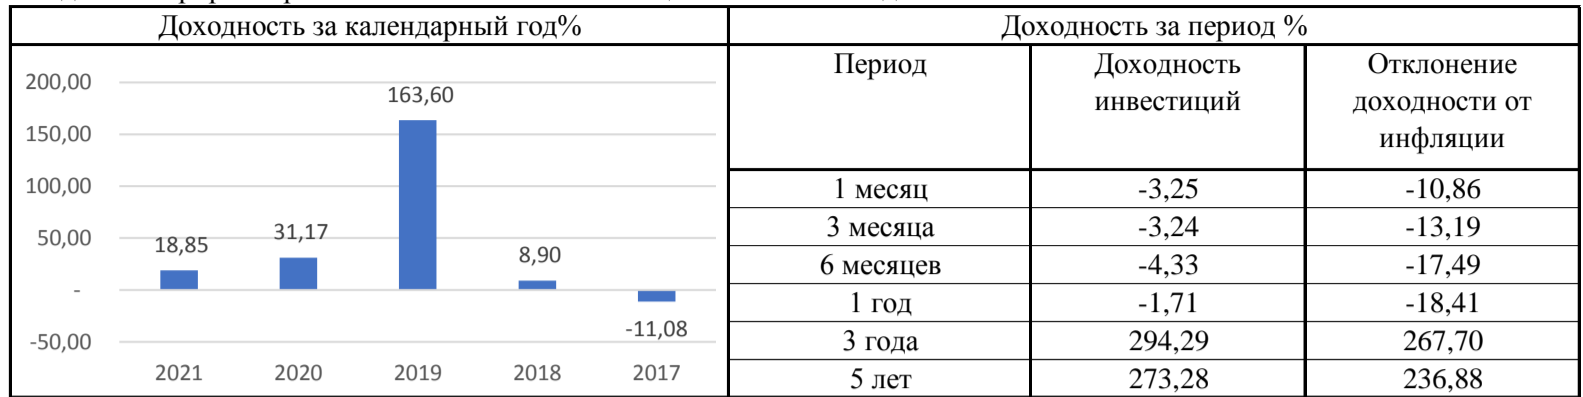 Доходность за календарный год%
Доходность за период %
200,00
150,00
100,00
50,00
-
-50,00
18,85
31,17
163,60
8,90
-11,08
2021 2020 2019 2018 2017
Период Доходность инвестиций Отклонение доходности от инфляции
1 месяц -3,25 -10,86
3 месяца -3,24 -13,19
6 месяцев -4,33 -17,49
1 год -1,71 -18,41
3 года 294,29 267,70
5 лет 273,28 236,88